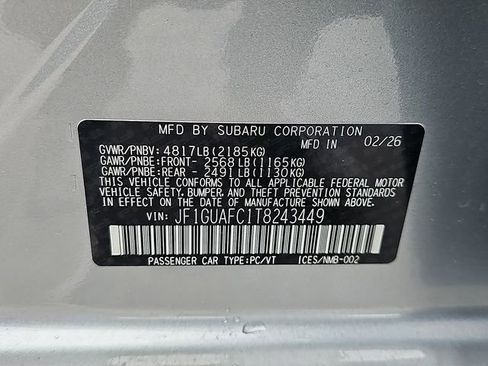 MFD BY SUBARU CORPORATION
MFD IN 02/26
GVWR/PNBV: 4817LB(2185KG)
GAWR/PNBE:FRONT- 2568LB(1165KG)
GAWR/PNBE:REAR - 2491LB(1130KG)
THIS VEHICLE CONFORMS TO ALL APPLICABLE FEDERAL MOTOR
VEHICLE SAFETY, BUMPER, AND THEFT PREVENTION STANDARDS
IN EFFECT ON THE DATE OF MANUFACTURE SHOWN ABOVE.
VIN: JF1GUAFC1T8243449
PASSENGER CAR TYPE:PC/VT ICES/NMB-002